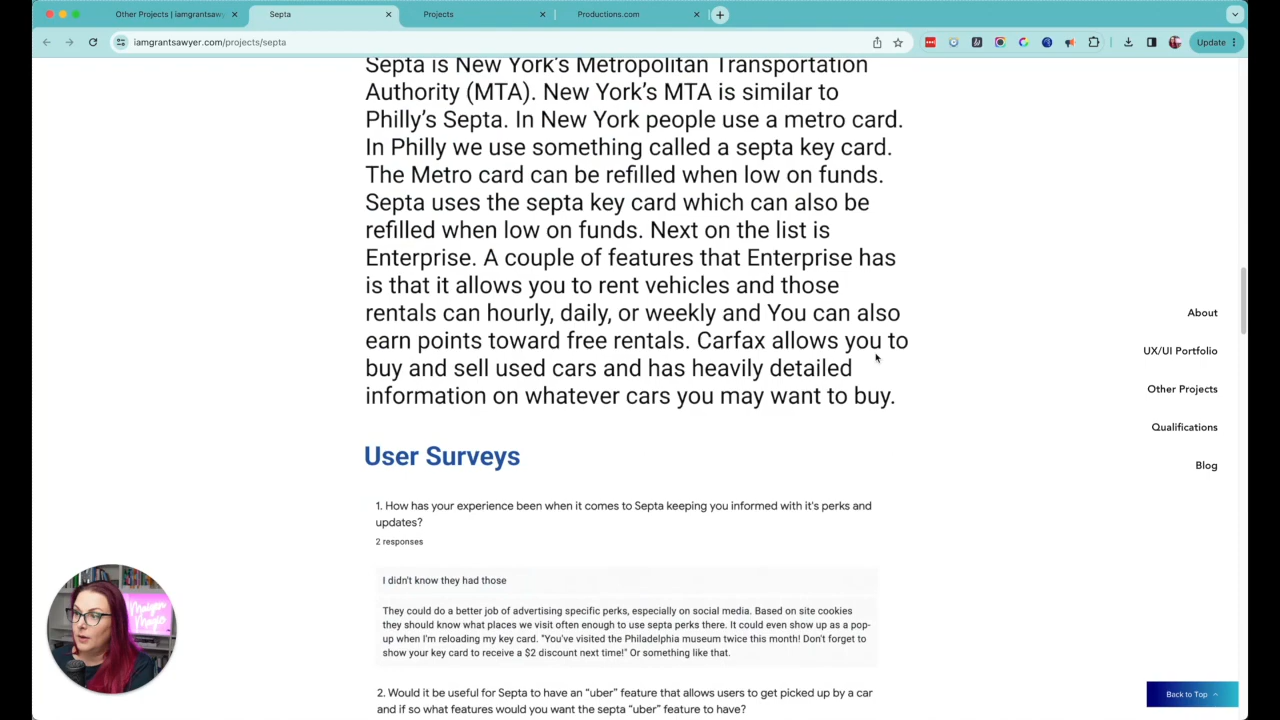 Other Projects | iamgrantsaw
Septa
Projects
Productions.com
iamgrantsawyer.com/projects/septa
Update
Septa is New York's Metropolitan Transportation
Authority (MTA). New York's MTA is similar to
Philly's Septa. In New York people use a metro card.
In Philly we use something called a septa key card.
The Metro card can be refilled when low on funds.
Septa uses the septa key card which can also be
refilled when low on funds. Next on the list is
Enterprise. A couple of features that Enterprise has
is that it allows you to rent vehicles and those
rentals can hourly, daily, or weekly and You can also
earn points toward free rentals. Carfax allows you to
buy and sell used cars and has heavily detailed
information on whatever cars you may want to buy.
About
UX/UI Portfolio
Other Projects
Qualifications
Blog
User Surveys
1. How has your experience been when it comes to Septa keeping you informed with it's perks and
updates?
2 responses
I didn't know they had those
They could do a better job of advertising specific perks, especially on social media. Based on site cookies
they should know what places we visit often enough to use septa perks there. It could even show up as a pop-
up when I'm reloading my key card. "You've visited the Philadelphia museum twice this month! Don't forget to
show your key card to receive a $2 discount next time!" Or something like that.
2. Would it be useful for Septa to have an "uber" feature that allows users to get picked up by a car
and if so what features would you want the septa "uber" feature to have?
Back to Top